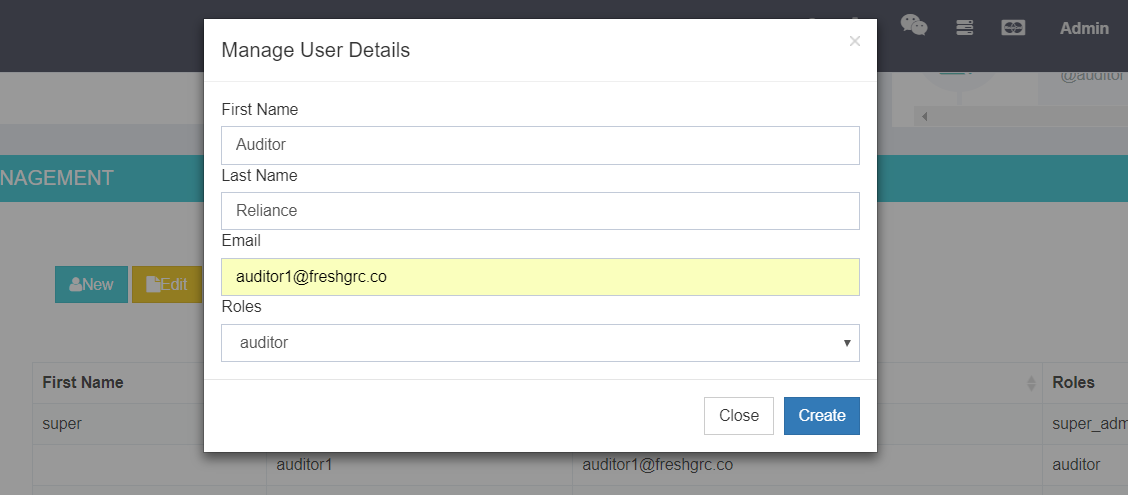 Manage User Details ×
Admin
@auditor
First Name
Auditor
Last Name
Reliance
NAGEMENT
Email
auditor1@freshgrc.co
New Edit
Roles
auditor
First Name Roles
Close Create
super super_adm
auditor1 auditor1@freshgrc.co auditor